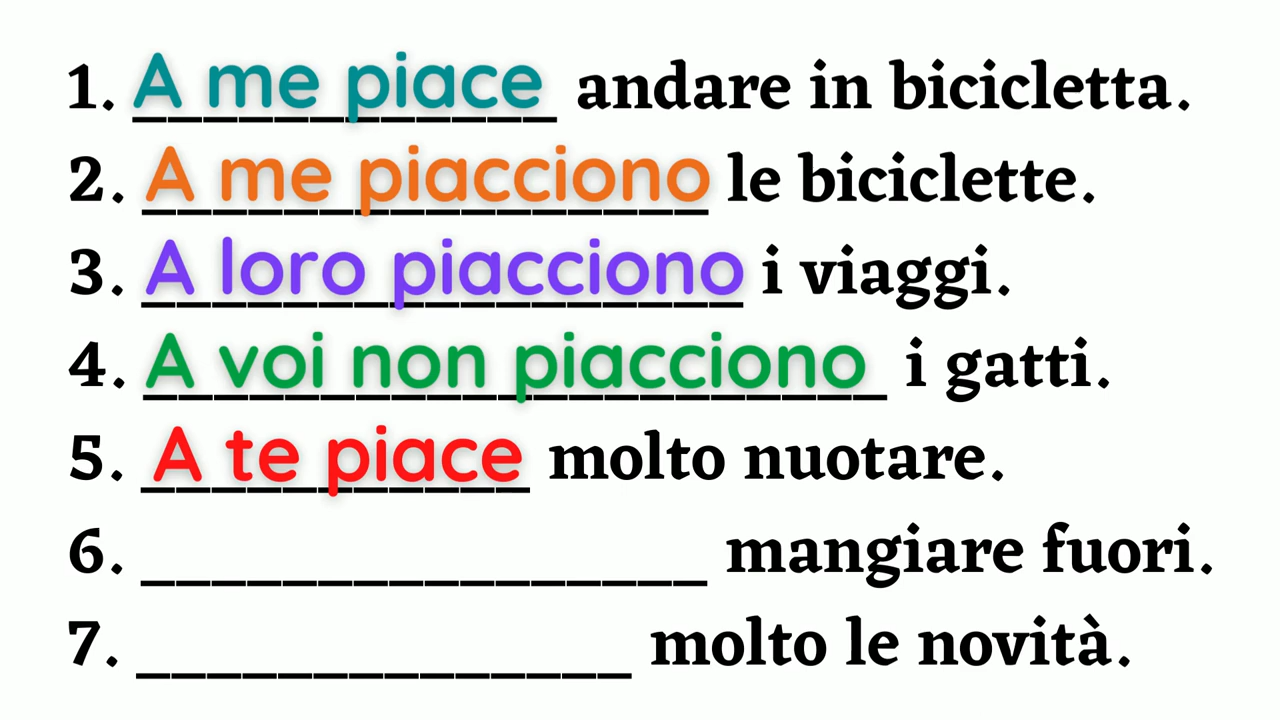 1. A me piace andare in bicicletta.
2. A me piacciono le biciclette.
3. A loro piacciono i viaggi.
4. A voi non piacciono i gatti.
5. A te piace molto nuotare.
6. ________________ mangiare fuori.
7. ______________ molto le novità.